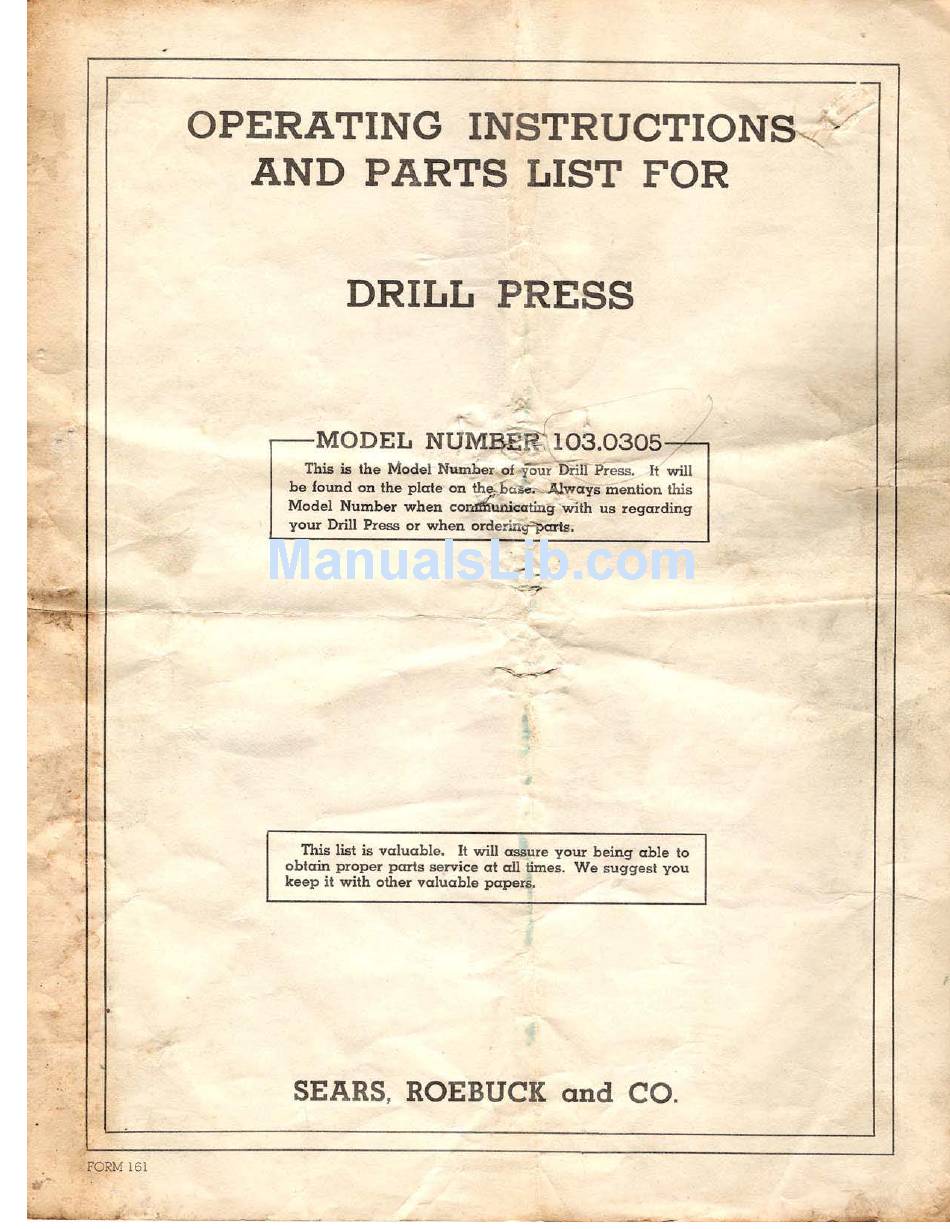 OPERATING INSTRUCTIONS
AND PARTS LIST FOR
DRILL PRESS
MODEL NUMBER 103.0305
This is the Model Number of your Drill Press. It will
be found on the plate on the base. Always mention this
Model Number when communicating with us regarding
your Drill Press or when ordering parts.
ManualsLib.com
This list is valuable. It will assure your being able to
obtain proper parts service at all times. We suggest you
keep it with other valuable papers.
SEARS, ROEBUCK and CO.
FORM 161